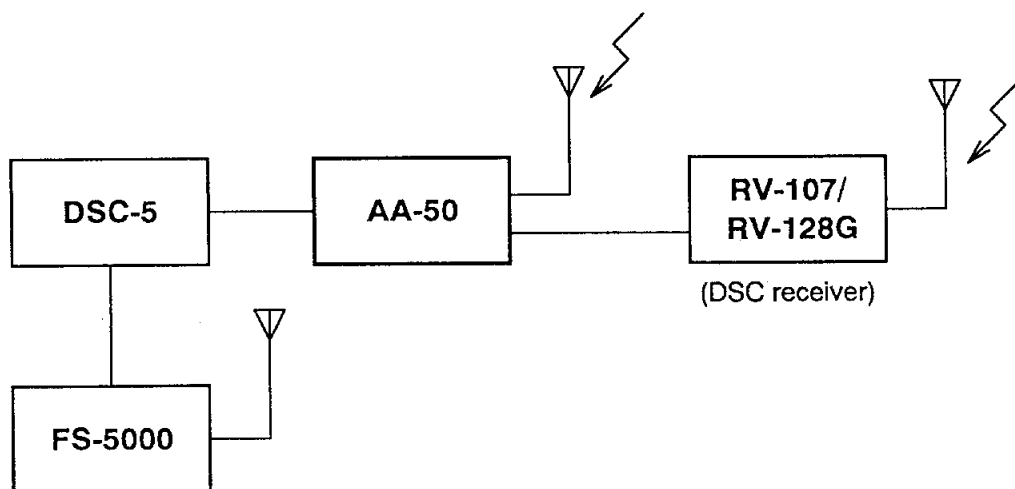 DSC-5
AA-50
RV-107/
RV-128G
(DSC receiver)
FS-5000